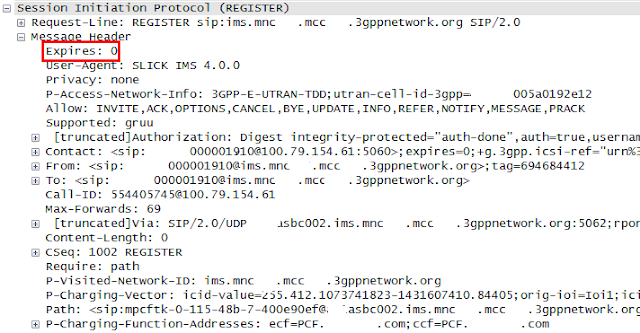 Session Initiation Protocol (REGISTER)
Request-Line: REGISTER sip:ims.mnc .mcc .3gppnetwork.org SIP/2.0
Message Header
Expires: 0
User-Agent: SLICK IMS 4.0.0
Privacy: none
P-Access-Network-Info: 3GPP-E-UTRAN-TDD;utran-cell-id-3gpp= 005a0192e12
Allow: INVITE,ACK,OPTIONS,CANCEL,BYE,UPDATE,INFO,REFER,NOTIFY,MESSAGE,PRACK
Supported: gruu
[truncated]Authorization: Digest integrity-protected="auth-done",auth=true,username
Contact: <sip: 000001910@100.79.154.61:5060>;expires=0;+g.3gpp.icsi-ref="urn%3
From: <sip: 000001910@ims.mnc .mcc .3gppnetwork.org>;tag=694684412
To: <sip: 000001910@ims.mnc .mcc .3gppnetwork.org>
Call-ID: 554405745@100.79.154.61
Max-Forwards: 69
[truncated]Via: SIP/2.0/UDP sbc002.ims.mnc .mcc .3gppnetwork.org:5062;rpor
Content-Length: 0
CSeq: 1002 REGISTER
Require: path
P-Visited-Network-ID: ims.mnc .mcc .3gppnetwork.org
P-Charging-Vector: icid-value=255.412.1073741823-1431607410.84405;orig-ioi=Ioi1;ici
Path: <sip:mpcftk-0-115-48b-7-400e90ef@ .ims.mnc .mcc .3gppnetwork.
P-Charging-Function-Addresses: ecf=PCF. .com;ccf=PCF. .com